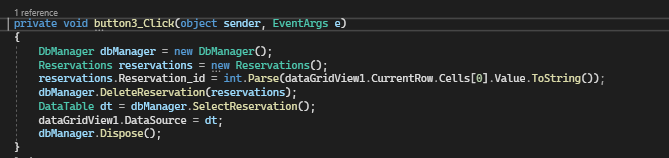 1 reference
private void button3_Click(object sender, EventArgs e)
{
DbManager dbManager = new DbManager();
Reservations reservations = new Reservations();
reservations.Reservation_id = int.Parse(dataGridView1.CurrentRow.Cells[0].Value.ToString());
dbManager.DeleteReservation(reservations);
DataTable dt = dbManager.SelectReservation();
dataGridView1.DataSource = dt;
dbManager.Dispose();
}